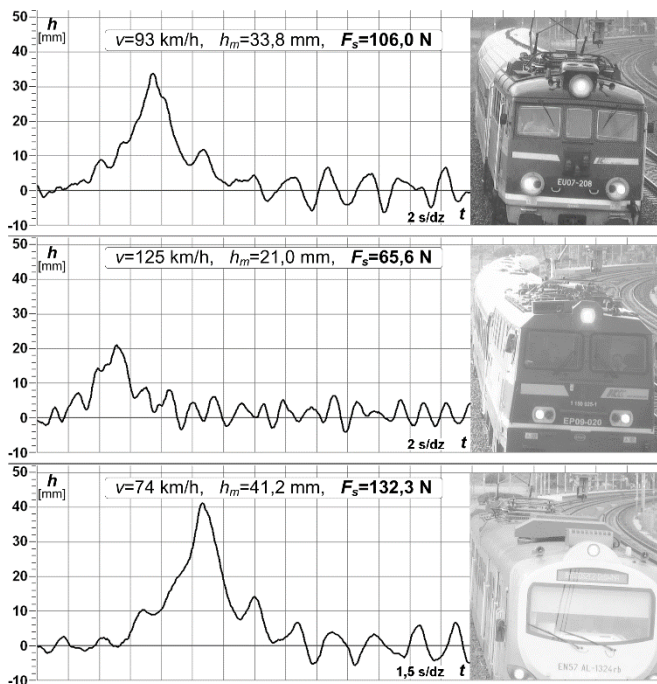 h
[mm]
v=93 km/h, hm=33,8 mm, Fs=106,0 N
50
40
30
20
10
0
-10
2 s/dz t
EU07-208
h
[mm]
v=125 km/h, hm=21,0 mm, Fs=65,6 N
50
40
30
20
10
0
-10
2 s/dz t
EP09-020
h
[mm]
v=74 km/h, hm=41,2 mm, Fs=132,3 N
50
40
30
20
10
0
-10
1,5 s/dz t
EN57 AL-1324rb